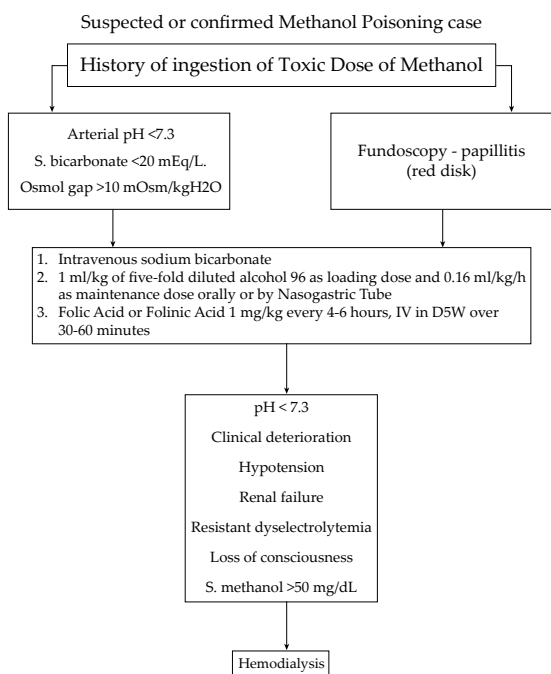 Suspected or confirmed Methanol Poisoning case
History of ingestion of Toxic Dose of Methanol
Arterial pH <7.3
S. bicarbonate <20 mEq/L.
Osmol gap >10 mOsm/kgH2O
Fundoscopy - papillitis
(red disk)
1. Intravenous sodium bicarbonate
2. 1 ml/kg of five-fold diluted alcohol 96 as loading dose and 0.16 ml/kg/h
as maintenance dose orally or by Nasogastric Tube
3. Folic Acid or Folinic Acid 1 mg/kg every 4-6 hours, IV in D5W over
30-60 minutes
pH < 7.3
Clinical deterioration
Hypotension
Renal failure
Resistant dyselectrolytemia
Loss of consciousness
S. methanol >50 mg/dL
Hemodialysis